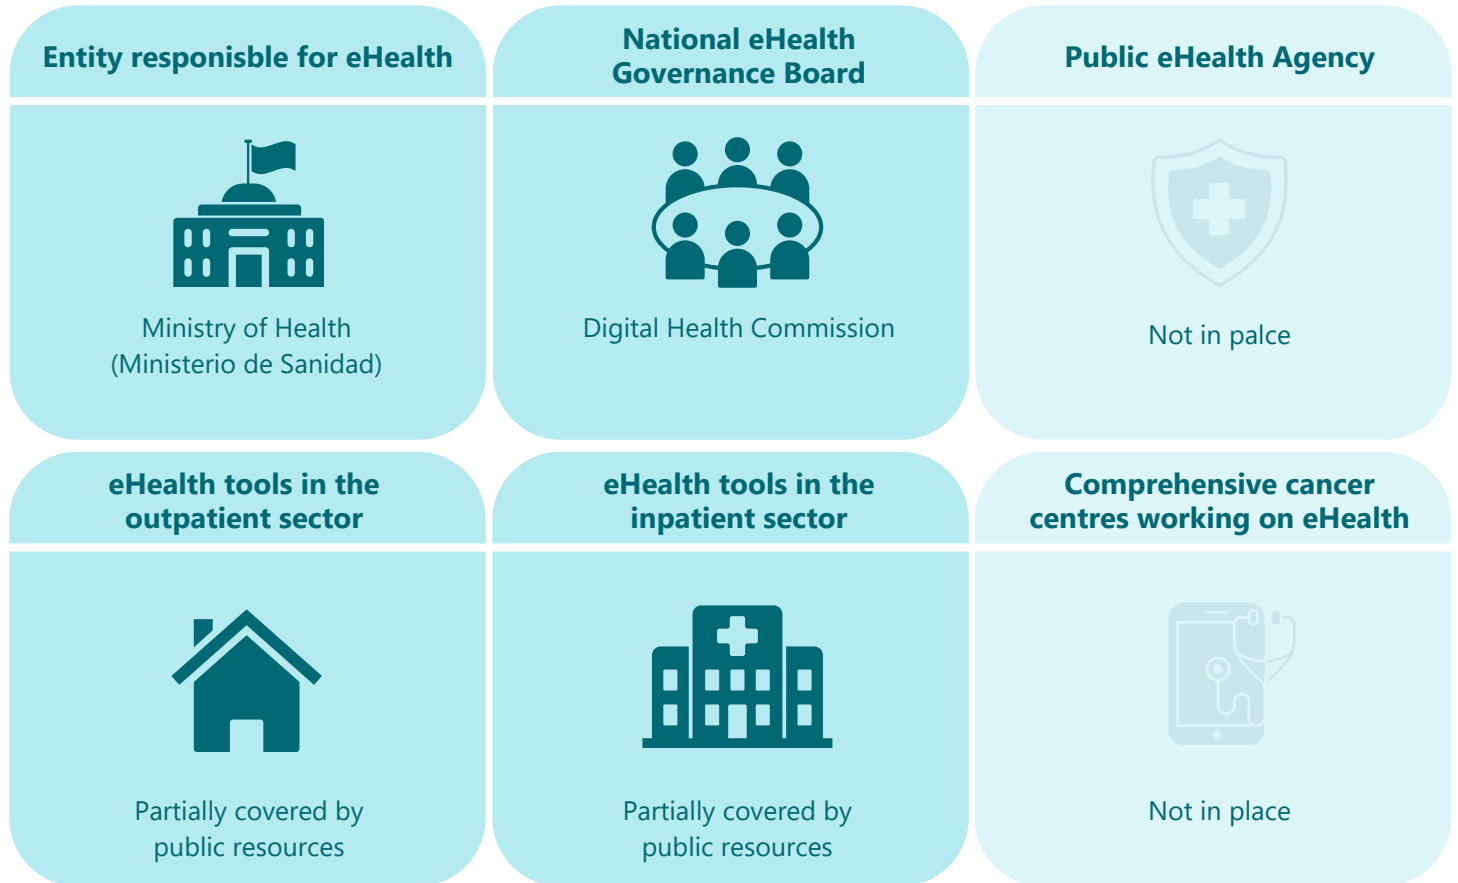 Entity responisble for eHealth
National eHealth
Governance Board
Public eHealth Agency
Ministry of Health
(Ministerio de Sanidad)
Digital Health Commission
Not in palce
eHealth tools in the
outpatient sector
eHealth tools in the
inpatient sector
Comprehensive cancer
centres working on eHealth
Partially covered by
public resources
Partially covered by
public resources
Not in place